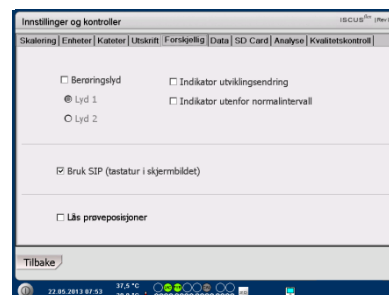 Innstillinger og kontroller
ISCUSflex
Skalering Enheter Kateter Utskrift Forskjellig Data SD Card Analyse Kvalitetskontroll
Berøringslyd
Indikator utviklingsendring
Lyd 1
Indikator utenfor normalintervall
Lyd 2
Bruk SIP (tastatur i skjermbildet)
Lås prøveposisjoner
Tilbake
22.05.2013 07:53
37,5 °C